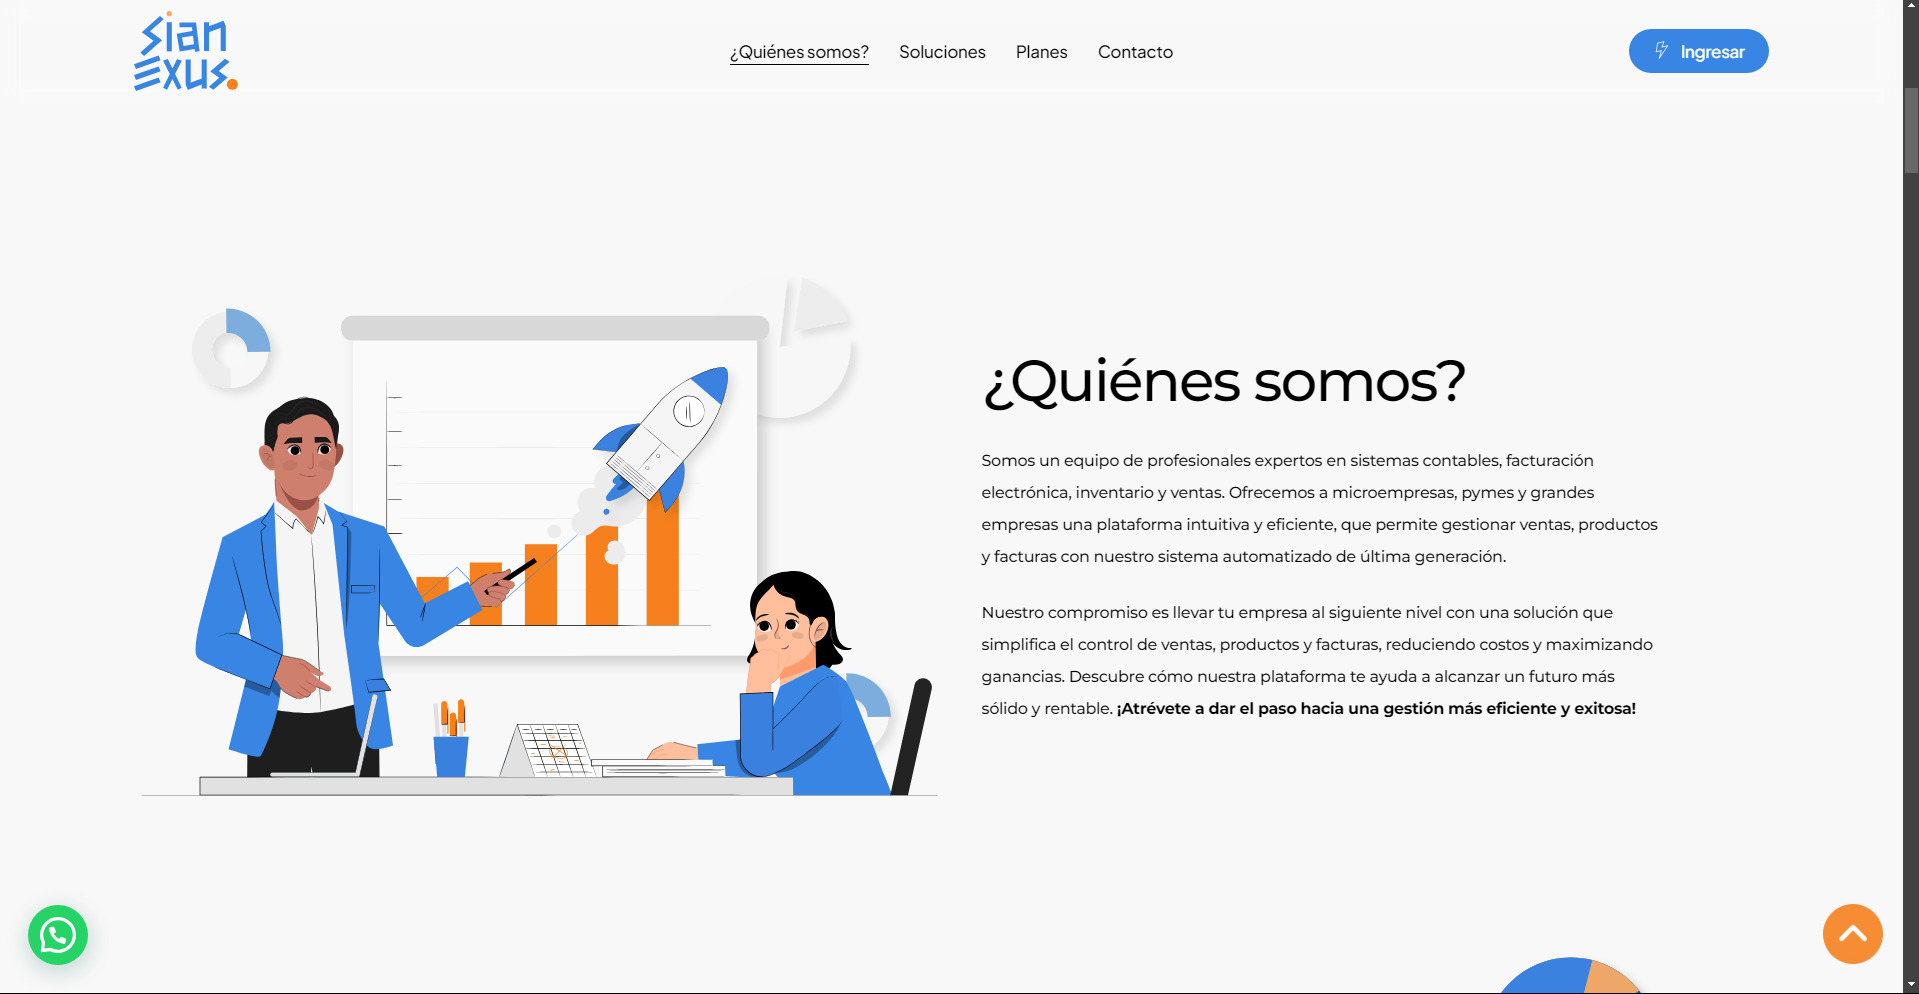 sian
exus.
¿Quiénes somos?
Soluciones
Planes
Contacto
Ingresar
¿Quiénes somos?
Somos un equipo de profesionales expertos en sistemas contables, facturación
electrónica, inventario y ventas. Ofrecemos a microempresas, pymes y grandes
empresas una plataforma intuitiva y eficiente, que permite gestionar ventas, productos
y facturas con nuestro sistema automatizado de última generación.
Nuestro compromiso es llevar tu empresa al siguiente nivel con una solución que
simplifica el control de ventas, productos y facturas, reduciendo costos y maximizando
ganancias. Descubre cómo nuestra plataforma te ayuda a alcanzar un futuro más
sólido y rentable. ¡Atrévete a dar el paso hacia una gestión más eficiente y exitosa!